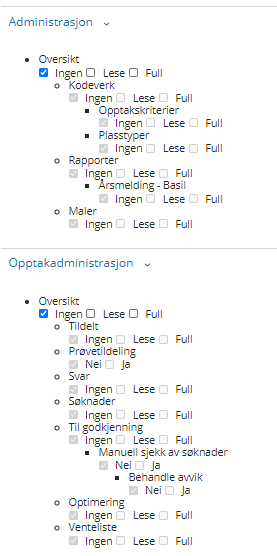 Administrasjon
Oversikt
Ingen Lese Full
Kodeverk
Ingen Lese Full
Opptakskriterier
Ingen Lese Full
Plasstyper
Ingen Lese Full
Rapporter
Ingen Lese Full
Årsmelding - Basil
Ingen Lese Full
Maler
Ingen Lese Full
Opptakadministrasjon
Oversikt
Ingen Lese Full
Tildelt
Ingen Lese Full
Prøvetildeling
Nei Ja
Svar
Ingen Lese Full
Søknader
Ingen Lese Full
Til godkjenning
Ingen Lese Full
Manuell sjekk av søknader
Nei Ja
Behandle avvik
Nei Ja
Optimering
Ingen Lese Full
Venteliste
Ingen Lese Full